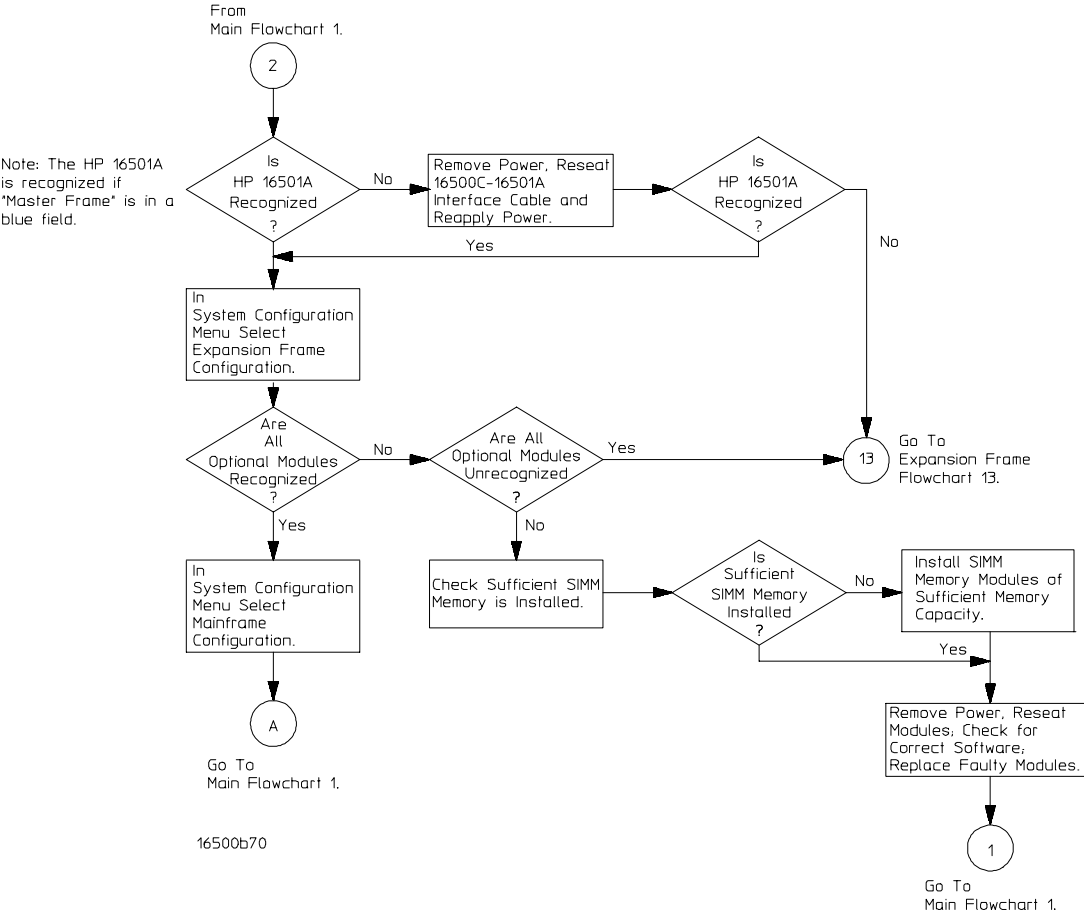 From
Main Flowchart 1.
2
Note: The HP 16501A
is recognized if
"Master Frame" is in a
blue field.
Is
HP 16501A
Recognized
?
No
Remove Power, Reseat
16500C-16501A
Interface Cable and
Reapply Power.
Is
HP 16501A
Recognized
?
No
Yes
In
System Configuration
Menu Select
Expansion Frame
Configuration.
Are
All
Optional Modules
Recognized
?
No
Are All
Optional Modules
Unrecognized
?
Yes
13
Go To
Expansion Frame
Flowchart 13.
Yes
No
In
System Configuration
Menu Select
Mainframe
Configuration.
Check Sufficient SIMM
Memory is Installed.
Is
Sufficient
SIMM Memory
Installed
?
No
Install SIMM
Memory Modules of
Sufficient Memory
Capacity.
Yes
A
Go To
Main Flowchart 1.
Remove Power, Reseat
Modules; Check for
Correct Software;
Replace Faulty Modules.
16500b70
1
Go To
Main Flowchart 1.